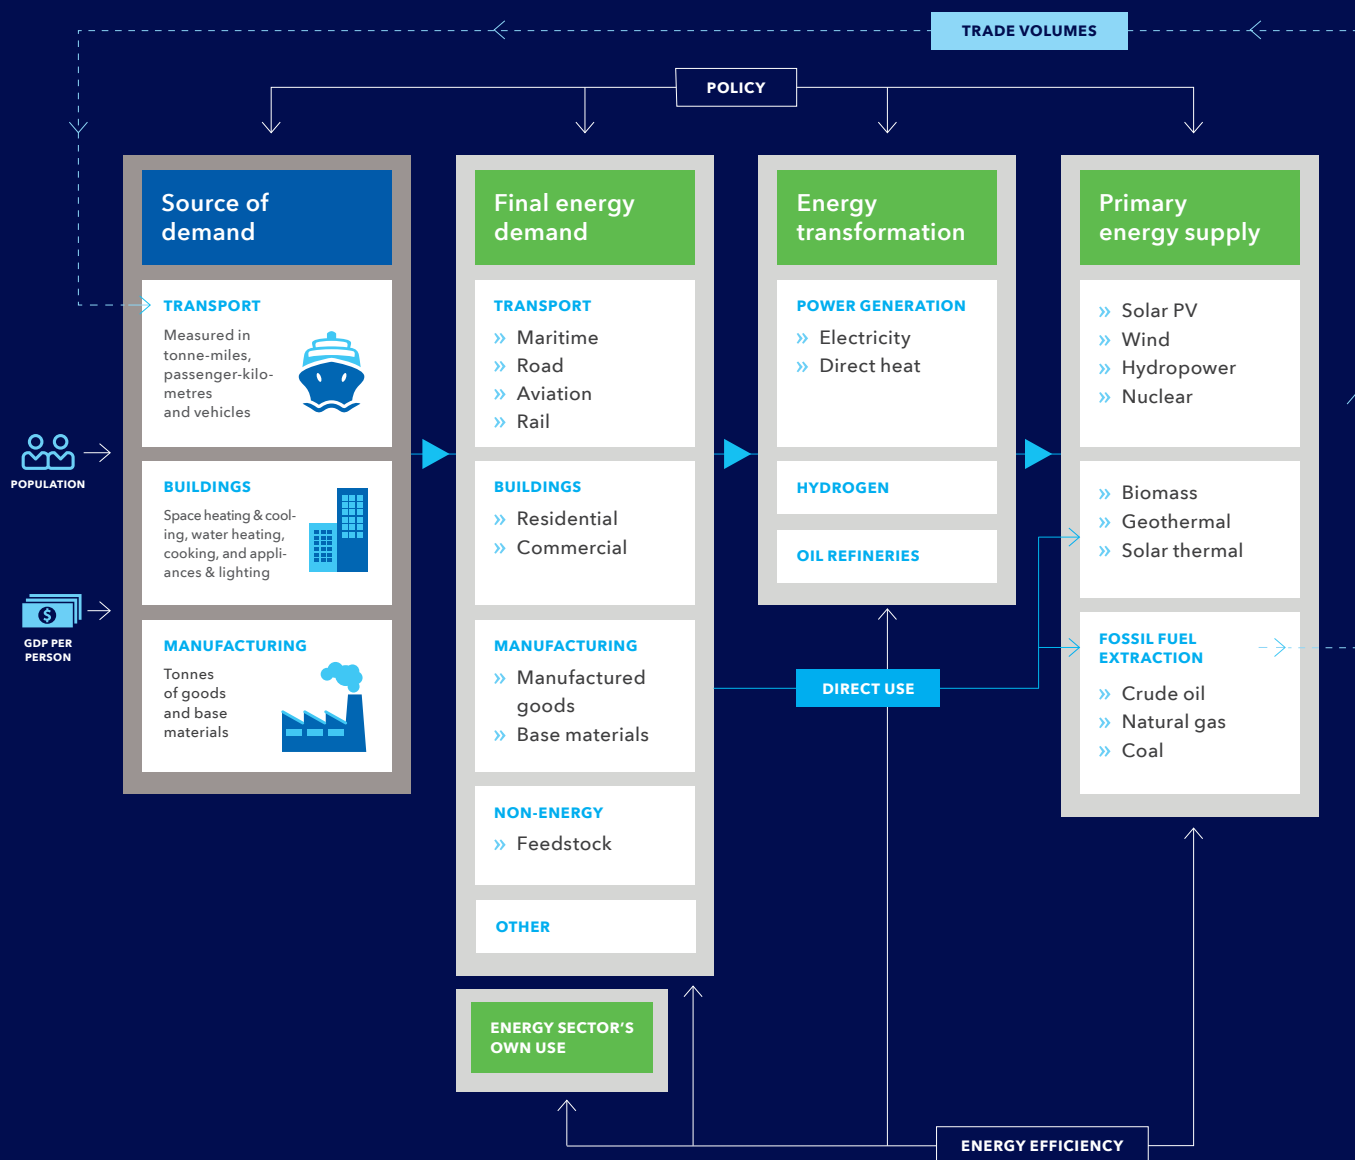 TRADE VOLUMES
POLICY
Source of
demand
TRANSPORT
Measured in
tonne-miles,
passenger-kilo-
metres
and vehicles
BUILDINGS
Space heating & cool-
ing, water heating,
cooking, and appli-
ances & lighting
MANUFACTURING
Tonnes
of goods
and base
materials
POPULATION
$
GDP PER
PERSON
Final energy
demand
TRANSPORT
» Maritime
» Road
» Aviation
» Rail
BUILDINGS
» Residential
» Commercial
MANUFACTURING
» Manufactured
goods
» Base materials
NON-ENERGY
» Feedstock
OTHER
ENERGY SECTOR'S
OWN USE
Energy
transformation
POWER GENERATION
» Electricity
» Direct heat
HYDROGEN
OIL REFINERIES
DIRECT USE
Primary
energy supply
» Solar PV
» Wind
» Hydropower
» Nuclear
» Biomass
» Geothermal
» Solar thermal
FOSSIL FUEL
EXTRACTION
» Crude oil
» Natural gas
» Coal
ENERGY EFFICIENCY